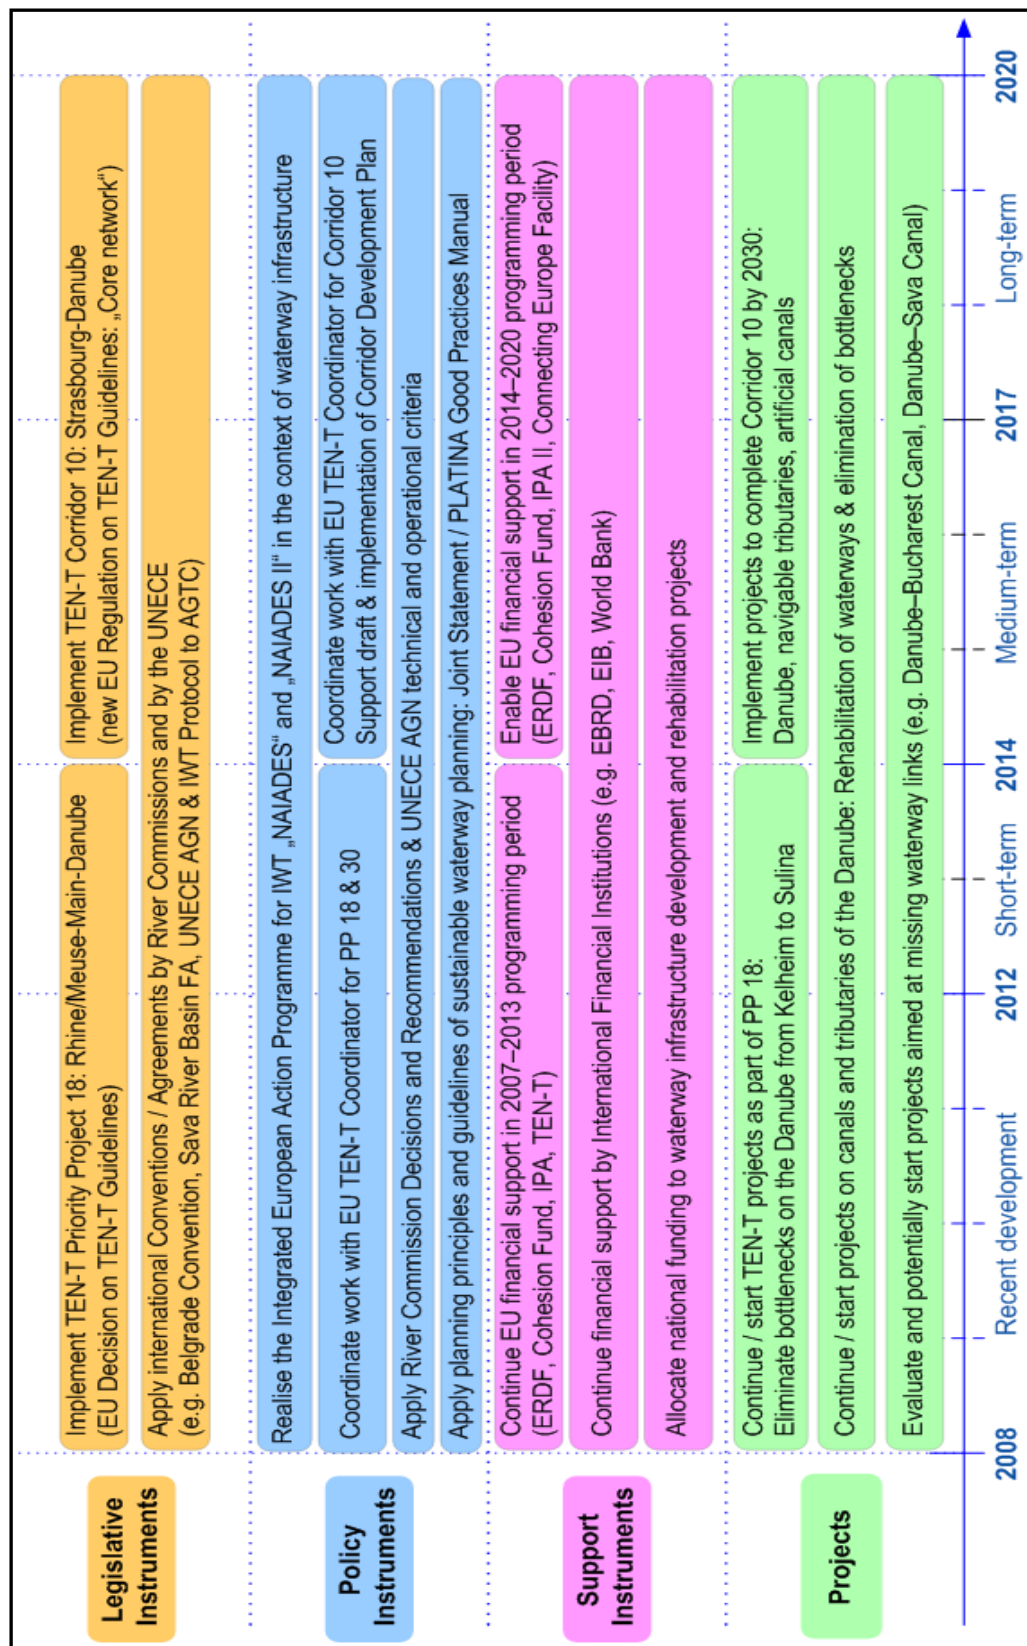 Legislative
Instruments
Implement TEN-T Priority Project 18: Rhine/Meuse-Main-Danube
(EU Decision on TEN-T Guidelines)
Implement TEN-T Corridor 10: Strasbourg-Danube
(new EU Regulation on TEN-T Guidelines: „Core network“)
Apply international Conventions / Agreements by River Commissions and by the UNECE
(e.g. Belgrade Convention, Sava River Basin FA, UNECE AGN & IWT Protocol to AGTC)
Policy
Instruments
Realise the Integrated European Action Programme for IWT „NAIADES“ and „NAIADES II“ in the context of waterway infrastructure
Coordinate work with EU TEN-T Coordinator for PP 18 & 30
Coordinate work with EU TEN-T Coordinator for Corridor 10
Support draft & implementation of Corridor Development Plan
Apply River Commission Decisions and Recommendations & UNECE AGN technical and operational criteria
Apply planning principles and guidelines of sustainable waterway planning: Joint Statement / PLATINA Good Practices Manual
Support
Instruments
Continue EU financial support in 2007–2013 programming period
(ERDF, Cohesion Fund, IPA, TEN-T)
Enable EU financial support in 2014–2020 programming period
(ERDF, Cohesion Fund, IPA II, Connecting Europe Facility)
Continue financial support by International Financial Institutions (e.g. EBRD, EIB, World Bank)
Allocate national funding to waterway infrastructure development and rehabilitation projects
Projects
Continue / start TEN-T projects as part of PP 18:
Eliminate bottlenecks on the Danube from Kelheim to Sulina
Implement projects to complete Corridor 10 by 2030:
Danube, navigable tributaries, artificial canals
Continue / start projects on canals and tributaries of the Danube: Rehabilitation of waterways & elimination of bottlenecks
Evaluate and potentially start projects aimed at missing waterway links (e.g. Danube–Bucharest Canal, Danube–Sava Canal)
2008 2012 2014 2017 2020
Recent development Short-term Medium-term Long-term